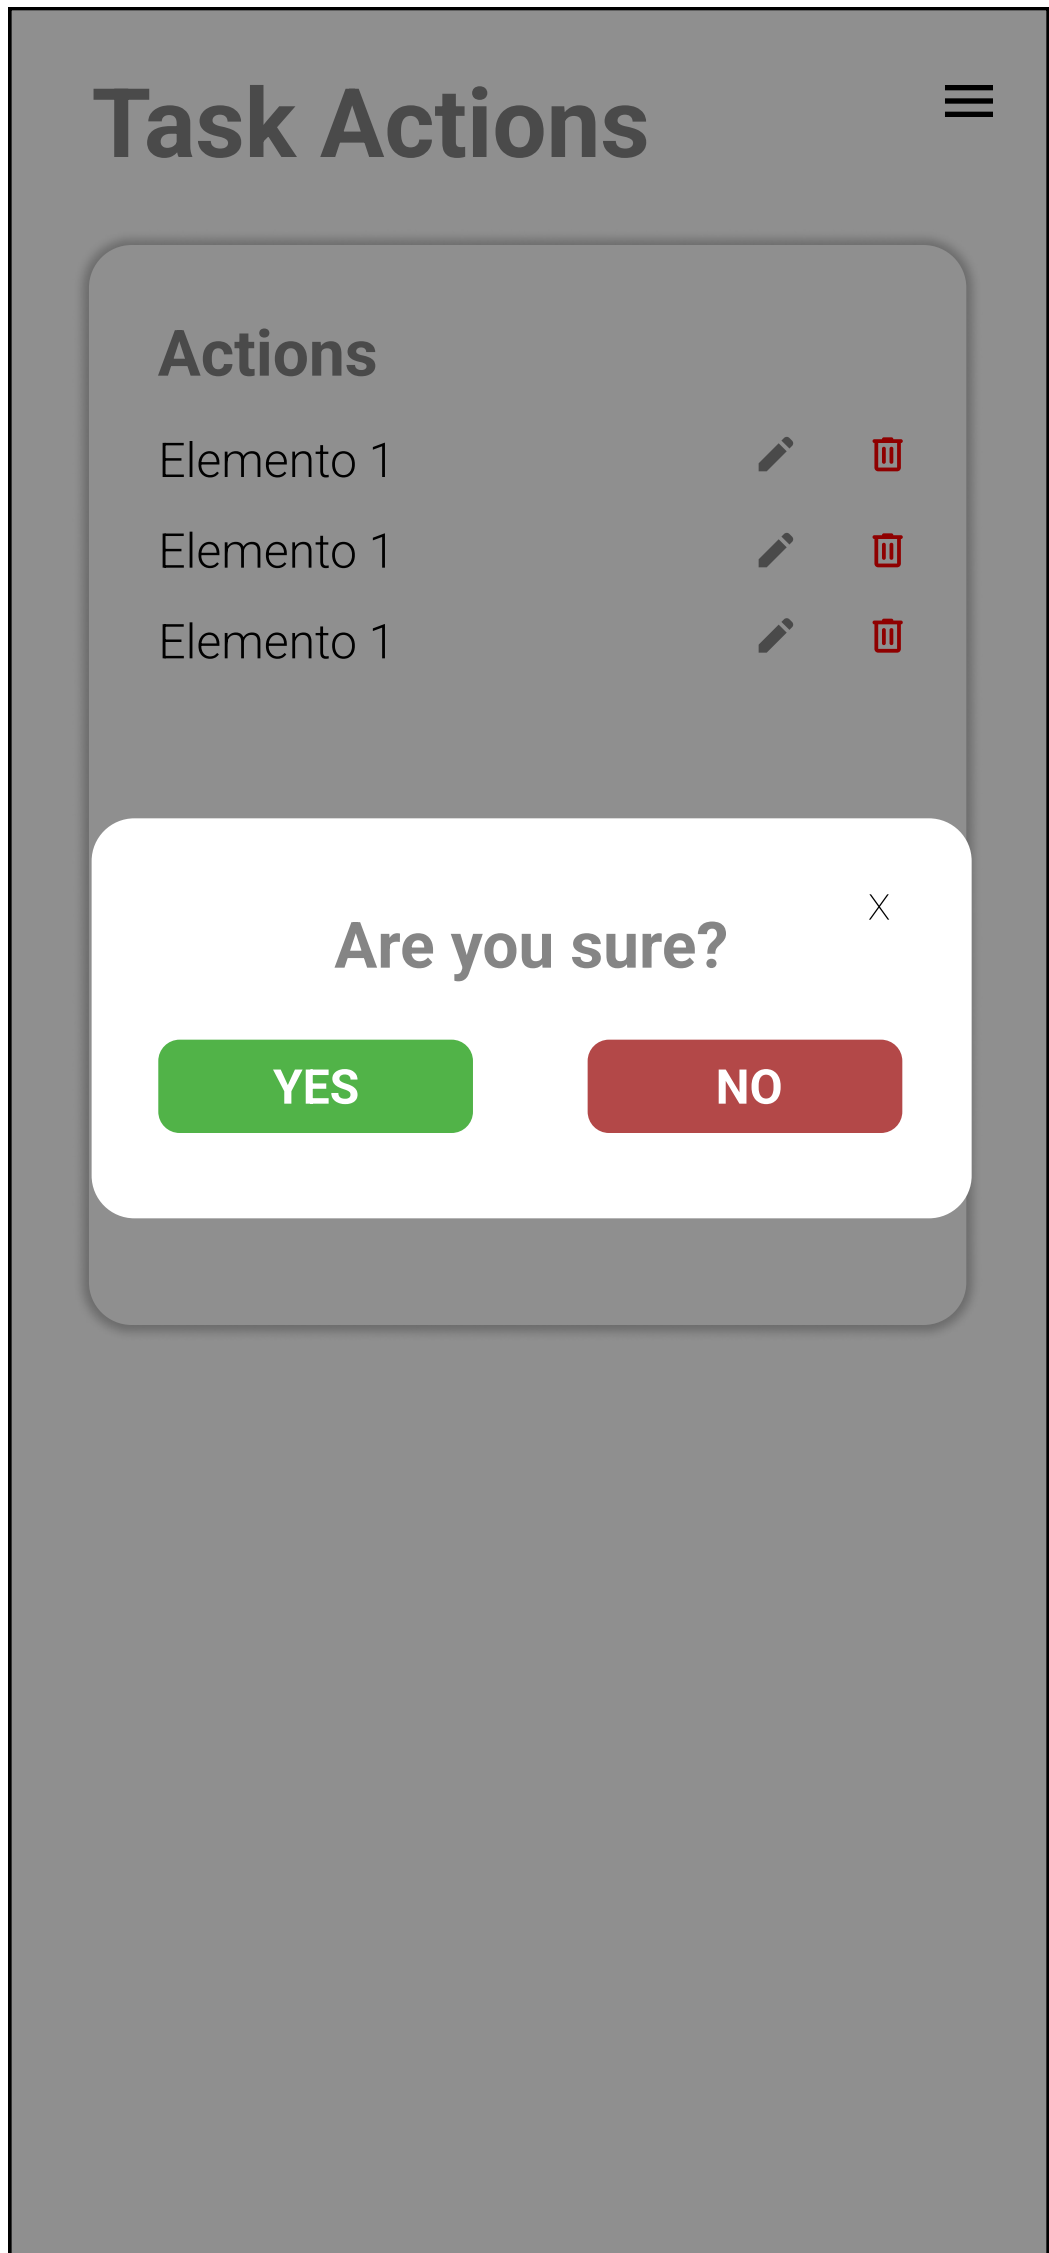 Task Actions
Actions
Elemento 1
Elemento 1
Elemento 1
X
Are you sure?
YES NO